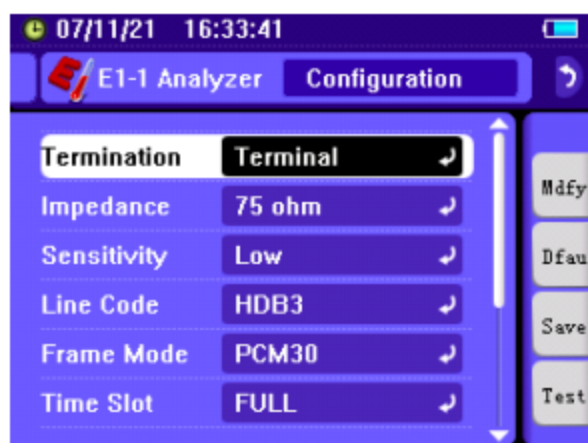 07/11/21 16:33:41
E1-1 Analyzer Configuration
Termination Terminal
Impedance 75 ohm
Sensitivity Low
Line Code HDB3
Frame Mode PCM30
Time Slot FULL
Mdfy
Dfau
Save
Test